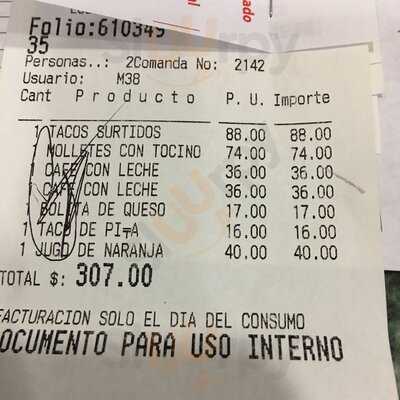 Folio:610349
35
Personas..: 2Comanda No: 2142
Usuario: M38
Cant Producto P. U. Importe
1 TACOS SURTIDOS 88.00 88.00
1 MOLLETES CON TOCINO 74.00 74.00
1 CAFE CON LECHE 36.00 36.00
1 CAFE CON LECHE 36.00 36.00
1 BOLITA DE QUESO 17.00 17.00
1 TACO DE PI╤A 16.00 16.00
1 JUGO DE NARANJA 40.00 40.00
TOTAL $: 307.00
FACTURACION SOLO EL DIA DEL CONSUMO
DOCUMENTO PARA USO INTERNO